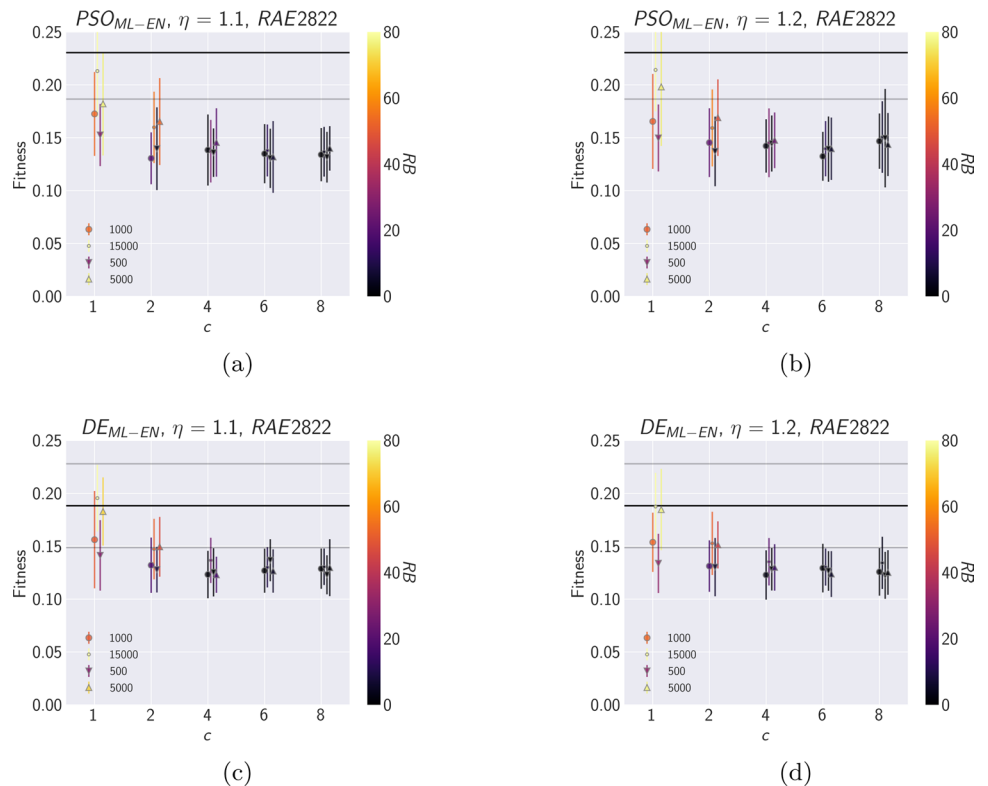 PSO_ML−EN, η = 1.1, RAE2822
0.25
0.20
0.15
0.10
0.05
0.00
Fitness
1000
15000
500
5000
1 2 4 6 8
c
80
60
40
20
0
RB
(a)
PSO_ML−EN, η = 1.2, RAE2822
0.25
0.20
0.15
0.10
0.05
0.00
Fitness
1000
15000
500
5000
1 2 4 6 8
c
80
60
40
20
0
RB
(b)
DE_ML−EN, η = 1.1, RAE2822
0.25
0.20
0.15
0.10
0.05
0.00
Fitness
1000
15000
500
5000
1 2 4 6 8
c
80
60
40
20
0
RB
(c)
DE_ML−EN, η = 1.2, RAE2822
0.25
0.20
0.15
0.10
0.05
0.00
Fitness
1000
15000
500
5000
1 2 4 6 8
c
80
60
40
20
0
RB
(d)